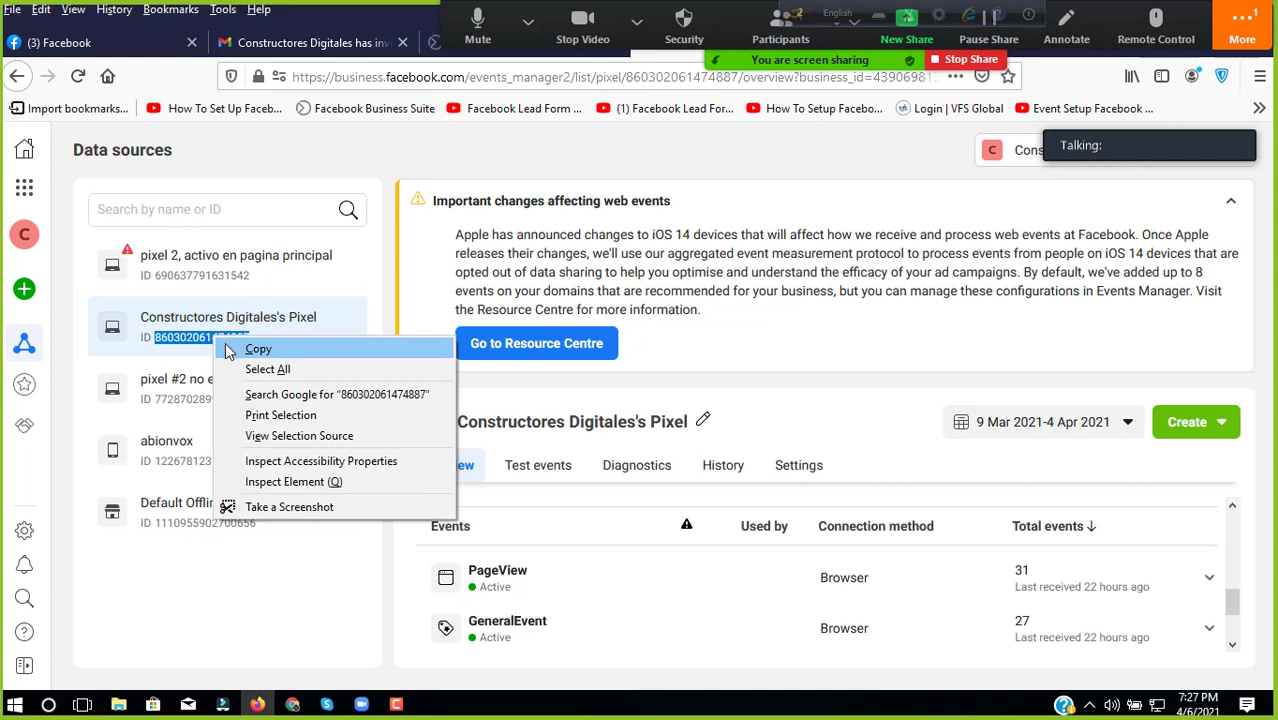 File Edit View History Bookmarks Tools Help
(3) Facebook
Constructores Digitales has inv
Mute
Stop Video
Security
2
Participants
English
New Share
Pause Share
Annotate
Remote Control
1
More
You are screen sharing
Stop Share
https://business.facebook.com/events_manager2/list/pixel/860302061474887/overview?business_id=43906981
Import bookmarks...
How To Set Up Faceb...
Facebook Business Suite
Facebook Lead Form ...
(1) Facebook Lead For...
How To Setup Facebo...
Login | VFS Global
Event Setup Facebook ...
Data sources
C
Cons
Talking:
Search by name or ID
C
pixel 2, activo en pagina principal
ID 690637791631542
Constructores Digitales's Pixel
ID 860302061474887
pixel #2 no e
ID 77287028
abionvox
ID 12267813
Default Offlin
ID 1110955902700656
Copy
Select All
Search Google for “860302061474887”
Print Selection
View Selection Source
Inspect Accessibility Properties
Inspect Element (Q)
Take a Screenshot
Important changes affecting web events
Apple has announced changes to iOS 14 devices that will affect how we receive and process web events at Facebook. Once Apple
releases their changes, we'll use our aggregated event measurement protocol to process events from people on iOS 14 devices that
are opted out of data sharing to help you optimise and understand the efficacy of your ad campaigns. By default, we've added up to 8
events on your domains that are recommended for your business, but you can manage these configurations in Events Manager. Visit
the Resource Centre for more information.
Go to Resource Centre
Constructores Digitales's Pixel
9 Mar 2021-4 Apr 2021
Create
ew
Test events
Diagnostics
History
Settings
Events
Used by
Connection method
Total events
PageView
Active
Browser
31
Last received 22 hours ago
GeneralEvent
Active
Browser
27
Last received 22 hours ago
7:27 PM
4/6/2021